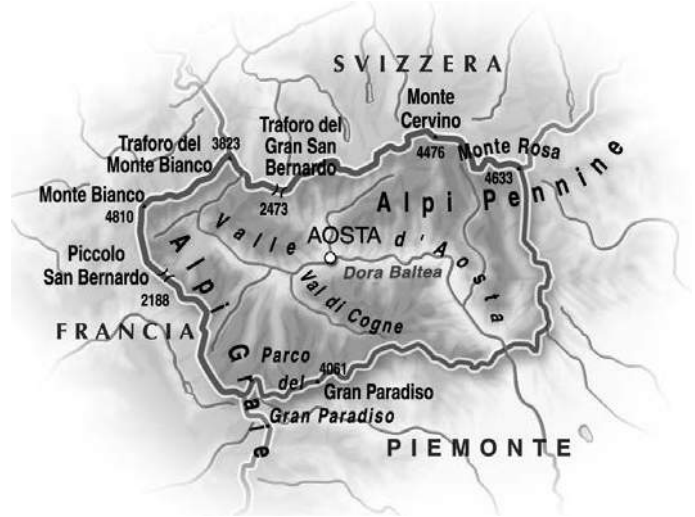 SVIZZERA
Monte
Cervino
4476
Traforo del
Gran San
Bernardo
2473
3823
Traforo del
Monte Bianco
Monte Rosa
4633
Monte Bianco
4810
Alpi Pennine
Valle d'Aosta
AOSTA
Dora Baltea
Piccolo
San Bernardo
2188
Alpi Graie
Val di Cogne
FRANCIA
Parco
del
Gran Paradiso
4061
Gran Paradiso
PIEMONTE